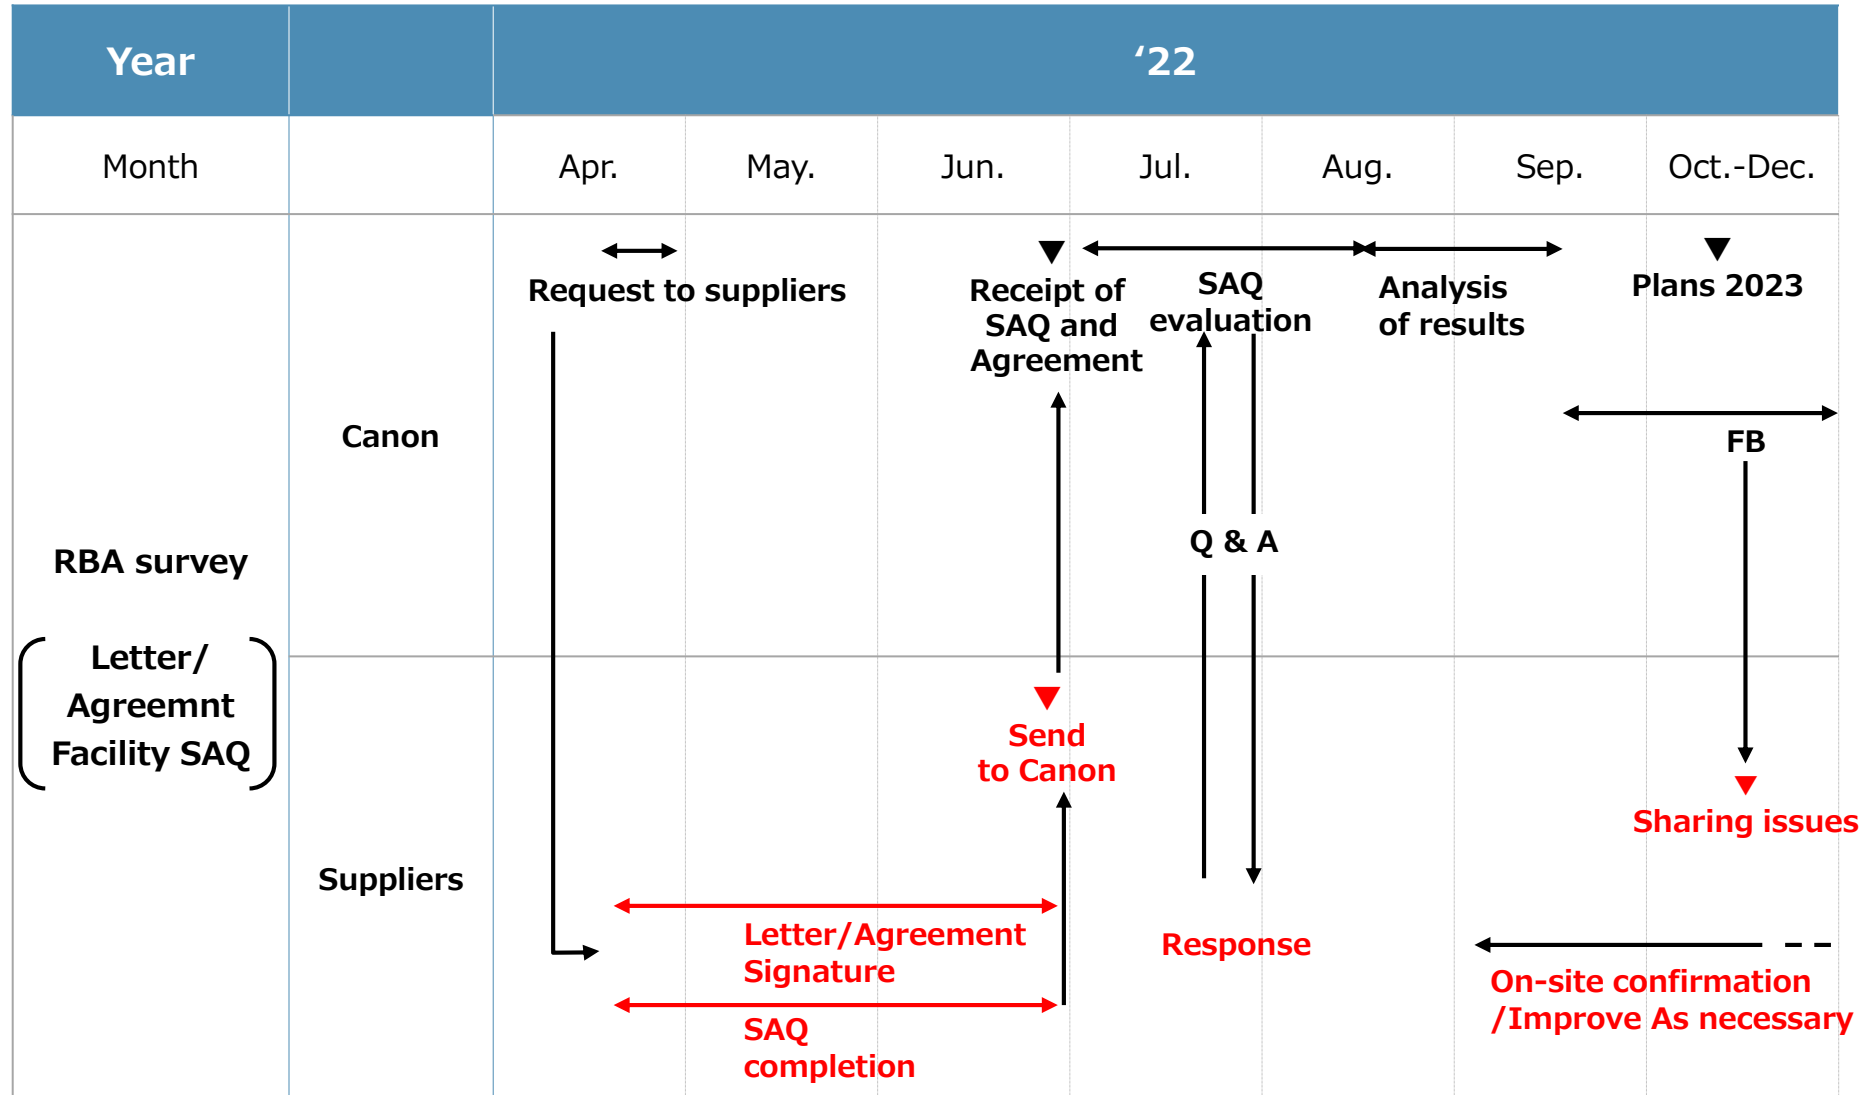 Year
‘22
Month
Apr.
May.
Jun.
Jul.
Aug.
Sep.
Oct.-Dec.
RBA survey
Letter/
Agreemnt
Facility SAQ
Canon
Request to suppliers
Receipt of
SAQ and
Agreement
SAQ
evaluation
Analysis
of results
Plans 2023
FB
Q & A
Suppliers
Send
to Canon
Sharing issues
Letter/Agreement
Signature
Response
On-site confirmation
/Improve As necessary
SAQ
completion